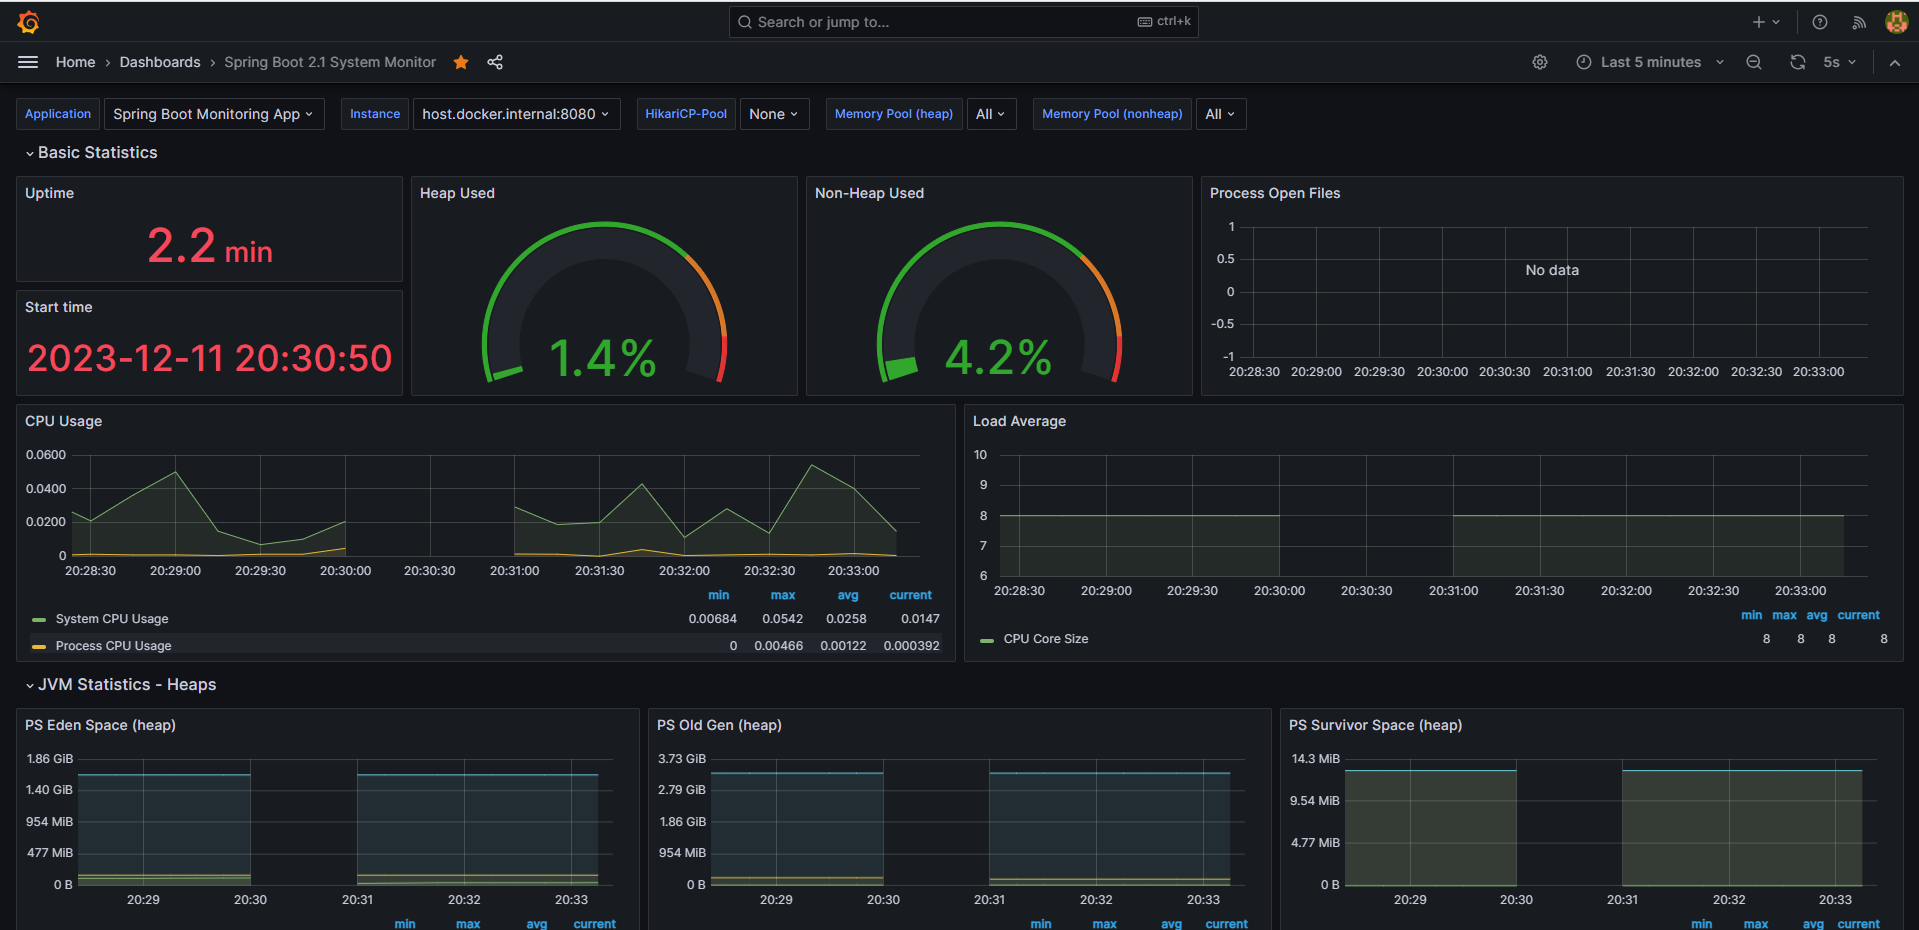 Search or jump to...
ctrl+k
Home › Dashboards › Spring Boot 2.1 System Monitor
Last 5 minutes
5s
Application Spring Boot Monitoring App
Instance host.docker.internal:8080
HikariCP-Pool None
Memory Pool (heap) All
Memory Pool (nonheap) All
Basic Statistics
Uptime
2.2 min
Start time
2023-12-11 20:30:50
Heap Used
1.4%
Non-Heap Used
4.2%
Process Open Files
1
0.5
0
-0.5
-1
No data
20:28:30 20:29:00 20:29:30 20:30:00 20:30:30 20:31:00 20:31:30 20:32:00 20:32:30 20:33:00
CPU Usage
0.0600
0.0400
0.0200
0
20:28:30 20:29:00 20:29:30 20:30:00 20:30:30 20:31:00 20:31:30 20:32:00 20:32:30 20:33:00
min max avg current
System CPU Usage 0.00684 0.0542 0.0258 0.0147
Process CPU Usage 0 0.00466 0.00122 0.000392
Load Average
10
9
8
7
6
20:28:30 20:29:00 20:29:30 20:30:00 20:30:30 20:31:00 20:31:30 20:32:00 20:32:30 20:33:00
min max avg current
CPU Core Size 8 8 8 8
JVM Statistics - Heaps
PS Eden Space (heap)
1.86 GiB
1.40 GiB
954 MiB
477 MiB
0 B
20:29 20:30 20:31 20:32 20:33
min max avg current
PS Old Gen (heap)
3.73 GiB
2.79 GiB
1.86 GiB
954 MiB
0 B
20:29 20:30 20:31 20:32 20:33
min max avg current
PS Survivor Space (heap)
14.3 MiB
9.54 MiB
4.77 MiB
0 B
20:29 20:30 20:31 20:32 20:33
min max avg current